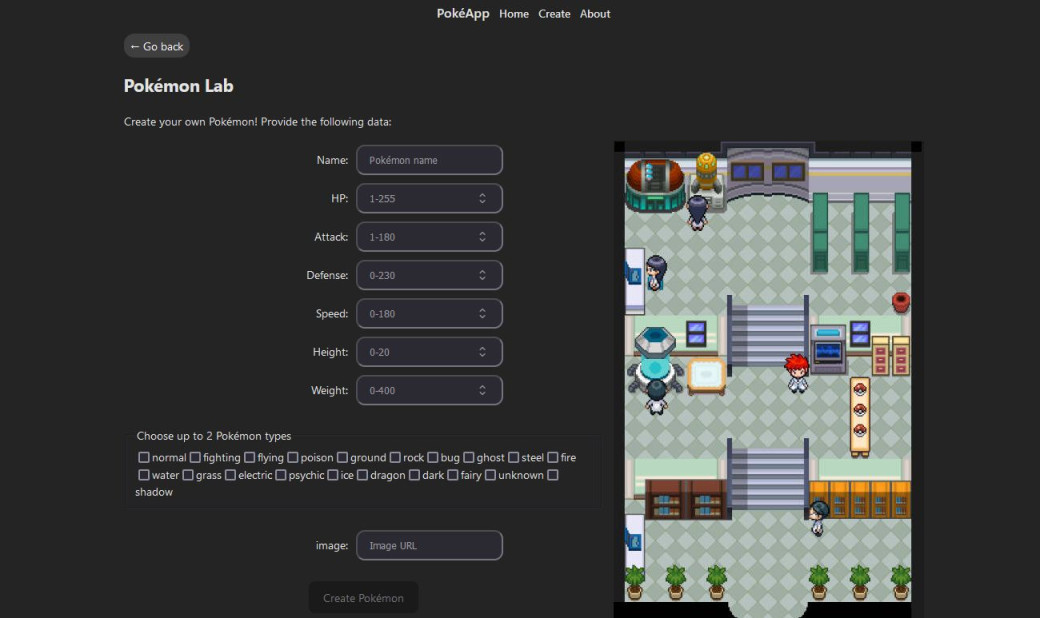 PokéApp Home Create About
← Go back
Pokémon Lab
Create your own Pokémon! Provide the following data:
Name: Pokémon name
HP: 1-255
Attack: 1-180
Defense: 0-230
Speed: 0-180
Height: 0-20
Weight: 0-400
Choose up to 2 Pokémon types
normal fighting flying poison ground rock bug ghost steel fire
water grass electric psychic ice dragon dark fairy unknown
shadow
image: Image URL
Create Pokémon